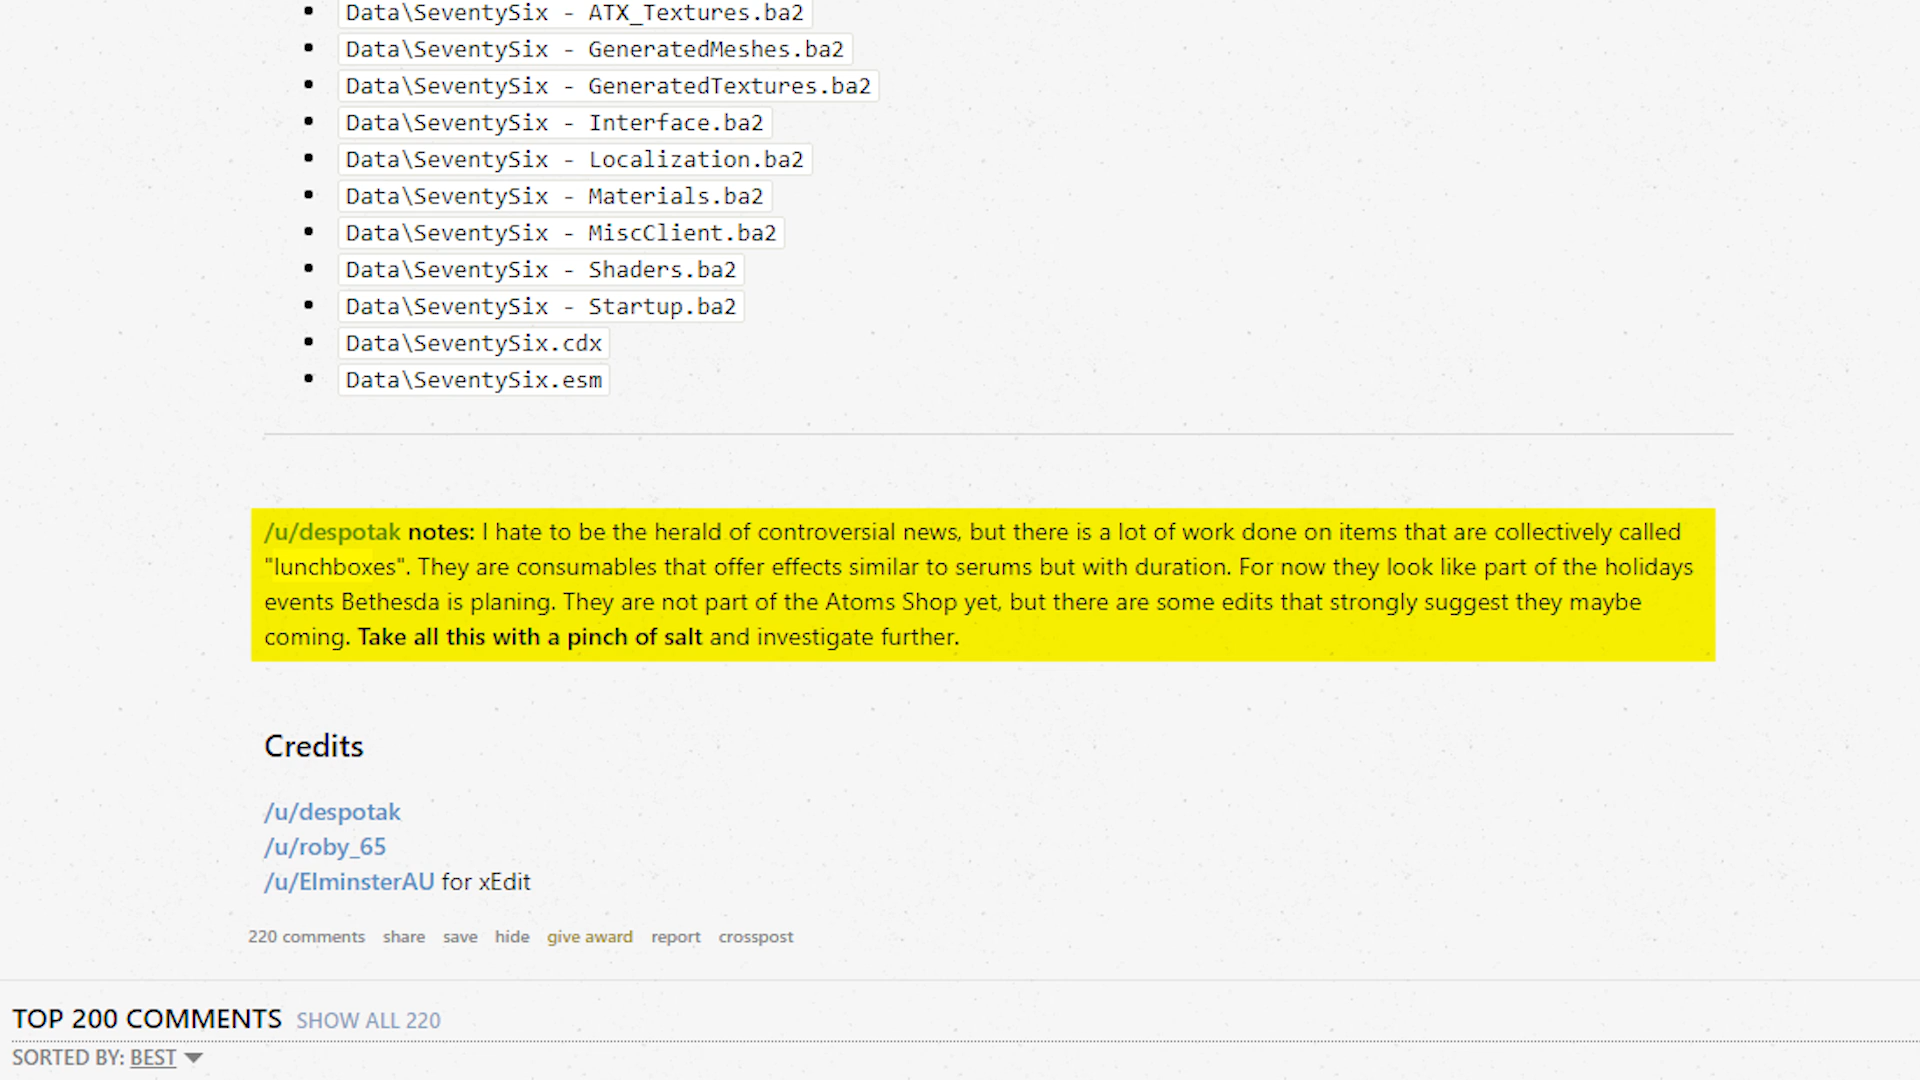 Data\SeventySix - ATX_Textures.ba2
Data\SeventySix - GeneratedMeshes.ba2
Data\SeventySix - GeneratedTextures.ba2
Data\SeventySix - Interface.ba2
Data\SeventySix - Localization.ba2
Data\SeventySix - Materials.ba2
Data\SeventySix - MiscClient.ba2
Data\SeventySix - Shaders.ba2
Data\SeventySix - Startup.ba2
Data\SeventySix.cdx
Data\SeventySix.esm
/u/despotak notes: I hate to be the herald of controversial news, but there is a lot of work done on items that are collectively called
"lunchboxes". They are consumables that offer effects similar to serums but with duration. For now they look like part of the holidays
events Bethesda is planing. They are not part of the Atoms Shop yet, but there are some edits that strongly suggest they maybe
coming. Take all this with a pinch of salt and investigate further.
Credits
/u/despotak
/u/roby_65
/u/ElminsterAU for xEdit
220 comments share save hide give award report crosspost
TOP 200 COMMENTS SHOW ALL 220
SORTED BY: BEST